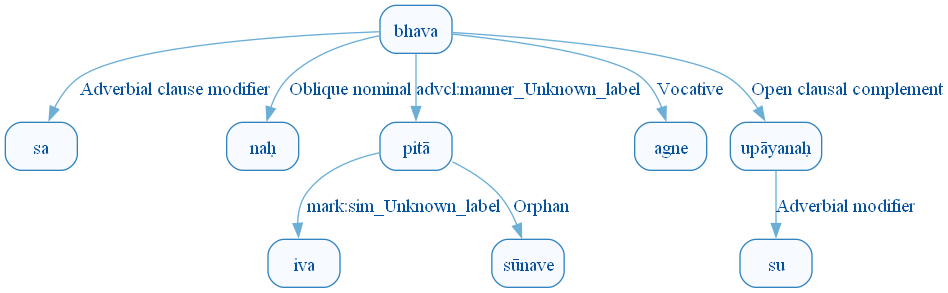 bhava
Adverbial clause modifier
Oblique nominal
advcl:manner_Unknown_label
Vocative
Open clausal complement
sa
naḥ
pitā
agne
upāyanaḥ
mark:sim_Unknown_label
Orphan
Adverbial modifier
iva
sūnave
su